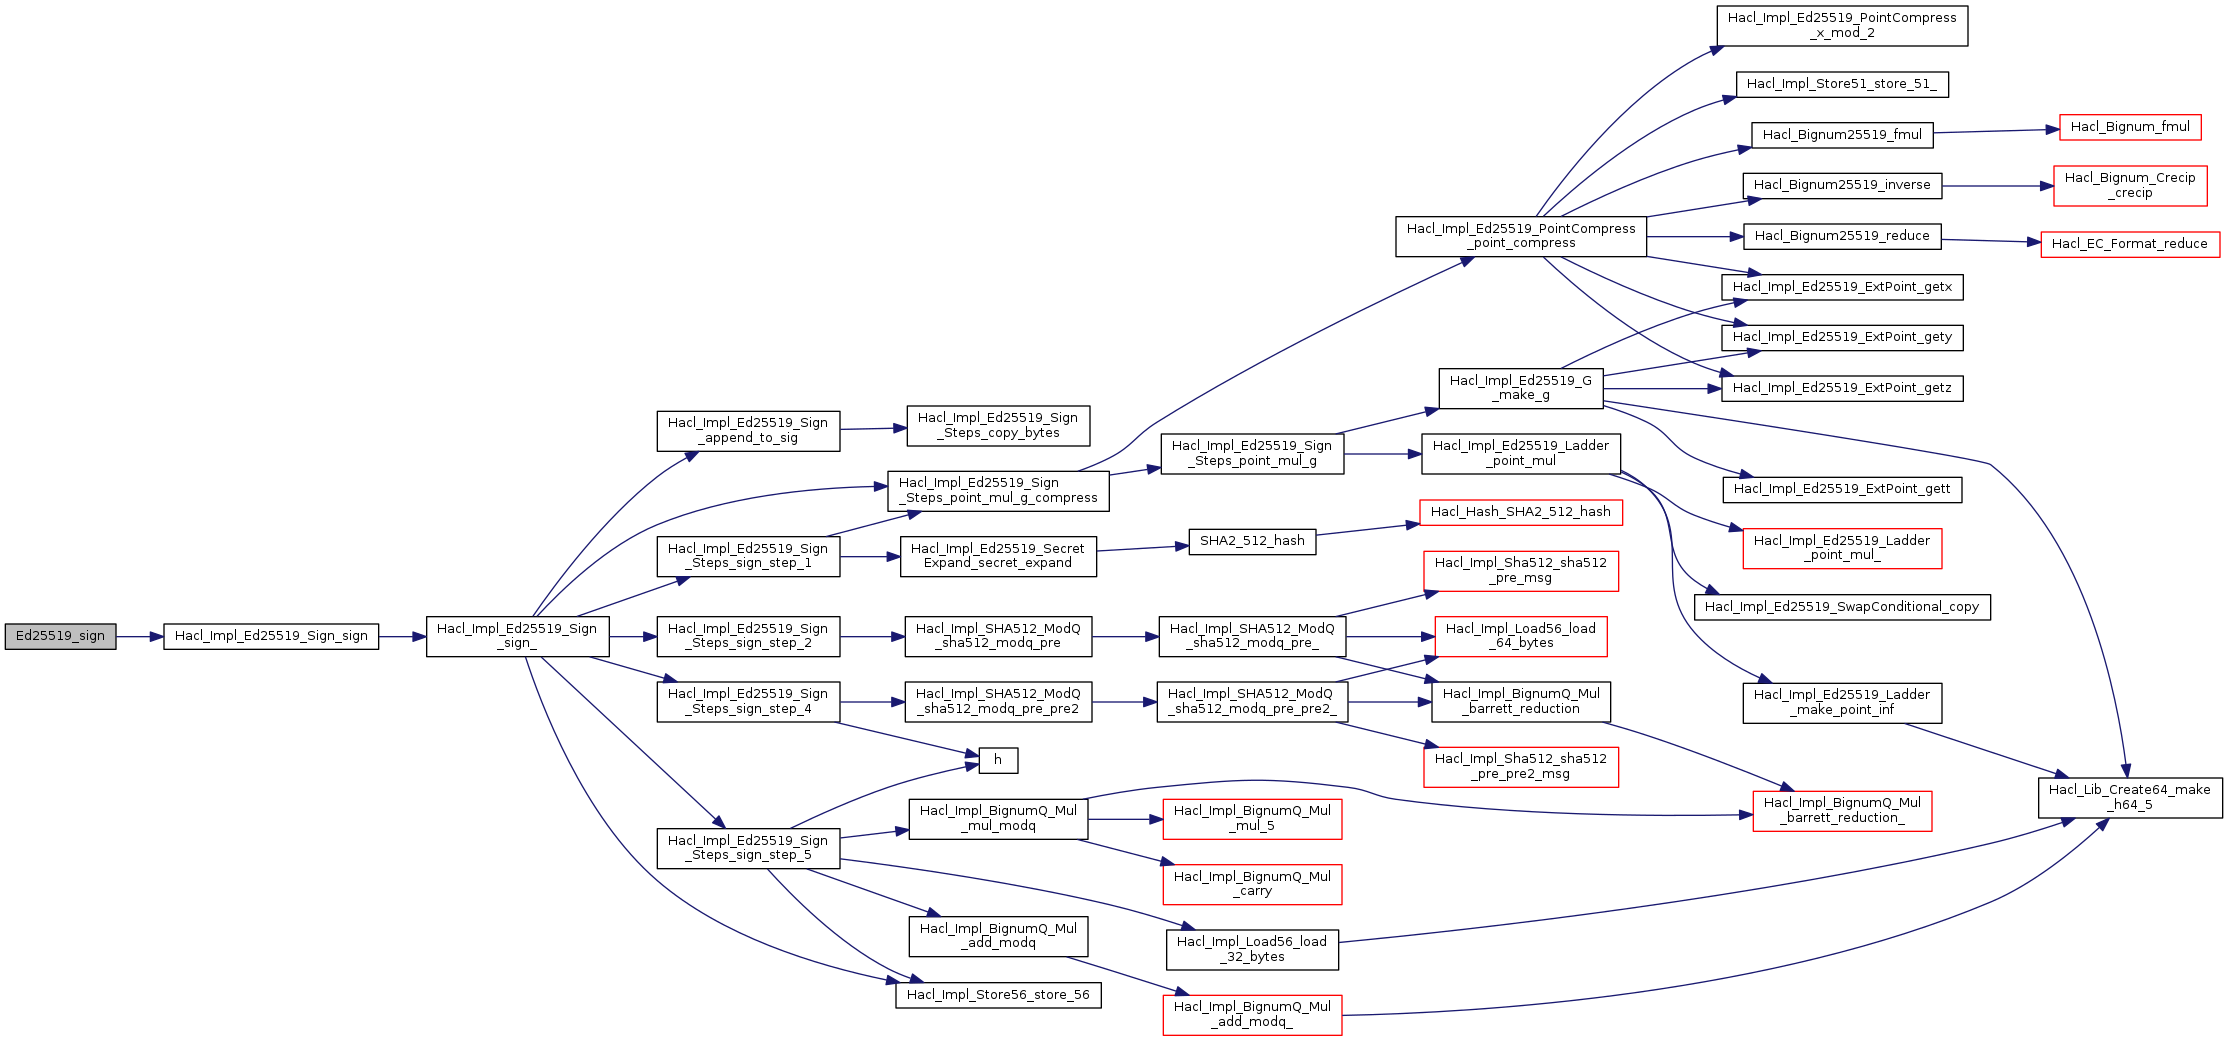 Ed25519_sign
Hacl_Impl_Ed25519_Sign_sign
Hacl_Impl_Ed25519_Sign
_sign_
Hacl_Impl_Ed25519_Sign
_append_to_sig
Hacl_Impl_Ed25519_Sign
_Steps_point_mul_g_compress
Hacl_Impl_Ed25519_Sign
_Steps_sign_step_1
Hacl_Impl_Ed25519_Sign
_Steps_sign_step_2
Hacl_Impl_Ed25519_Sign
_Steps_sign_step_4
Hacl_Impl_Ed25519_Sign
_Steps_sign_step_5
Hacl_Impl_Store56_store_56
Hacl_Impl_Ed25519_Sign
_Steps_copy_bytes
Hacl_Impl_Ed25519_Secret
Expand_secret_expand
Hacl_Impl_SHA512_ModQ
_sha512_modq_pre
Hacl_Impl_SHA512_ModQ
_sha512_modq_pre_pre2
h
Hacl_Impl_BignumQ_Mul
_mul_modq
Hacl_Impl_BignumQ_Mul
_add_modq
Hacl_Impl_Ed25519_Sign
_Steps_point_mul_g
SHA2_512_hash
Hacl_Impl_SHA512_ModQ
_sha512_modq_pre_
Hacl_Impl_SHA512_ModQ
_sha512_modq_pre_pre2_
Hacl_Impl_BignumQ_Mul
_mul_5
Hacl_Impl_BignumQ_Mul
_carry
Hacl_Impl_Load56_load
_32_bytes
Hacl_Impl_BignumQ_Mul
_add_modq_
Hacl_Impl_Ed25519_PointCompress
_point_compress
Hacl_Impl_Ed25519_G
_make_g
Hacl_Impl_Ed25519_Ladder
_point_mul
Hacl_Hash_SHA2_512_hash
Hacl_Impl_Sha512_sha512
_pre_msg
Hacl_Impl_Load56_load
_64_bytes
Hacl_Impl_BignumQ_Mul
_barrett_reduction
Hacl_Impl_Sha512_sha512
_pre_pre2_msg
Hacl_Impl_Ed25519_PointCompress
_x_mod_2
Hacl_Impl_Store51_store_51_
Hacl_Bignum25519_fmul
Hacl_Bignum25519_inverse
Hacl_Bignum25519_reduce
Hacl_Impl_Ed25519_ExtPoint_getx
Hacl_Impl_Ed25519_ExtPoint_gety
Hacl_Impl_Ed25519_ExtPoint_getz
Hacl_Impl_Ed25519_ExtPoint_gett
Hacl_Impl_Ed25519_Ladder
_point_mul_
Hacl_Impl_Ed25519_SwapConditional_copy
Hacl_Impl_Ed25519_Ladder
_make_point_inf
Hacl_Impl_BignumQ_Mul
_barrett_reduction_
Hacl_Bignum_fmul
Hacl_Bignum_Crecip
_crecip
Hacl_EC_Format_reduce
Hacl_Lib_Create64_make
_h64_5